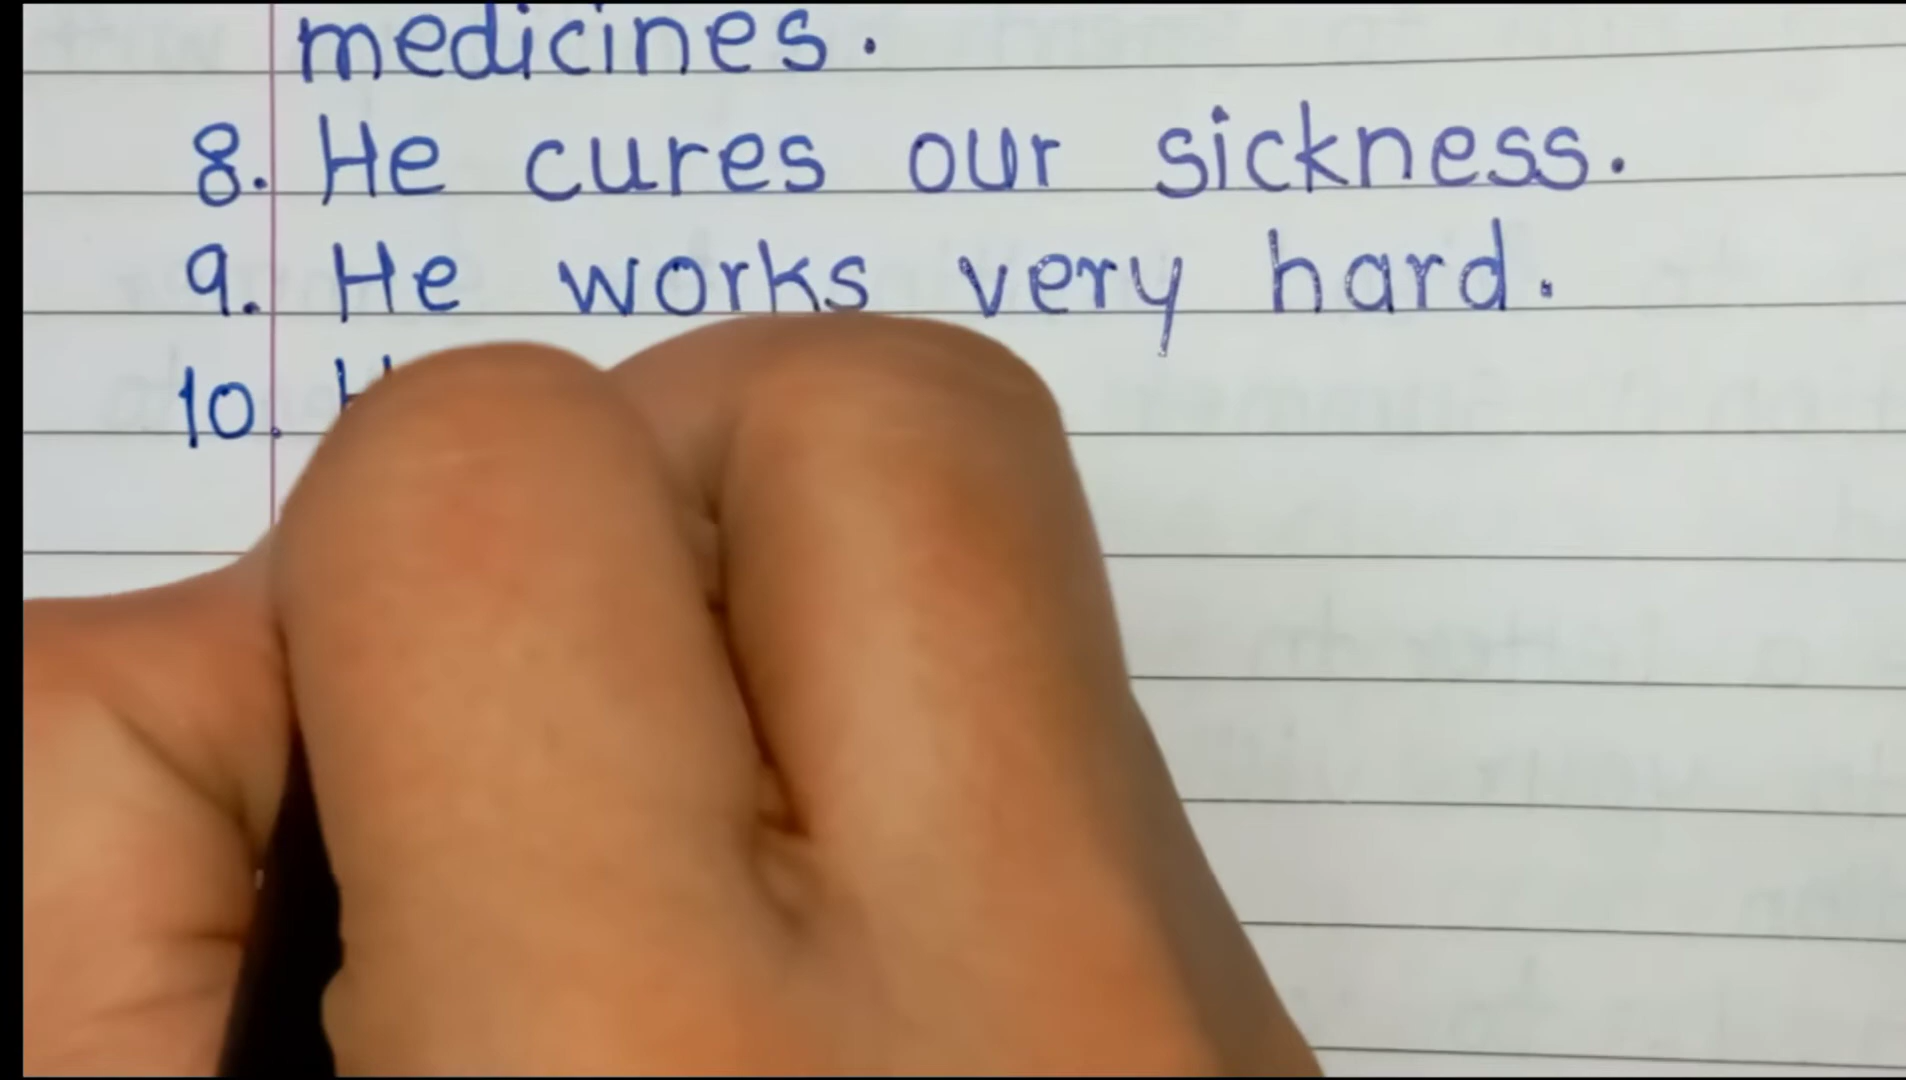 medicines.
8. He cures our sickness.
9. He works very hard.
10. H